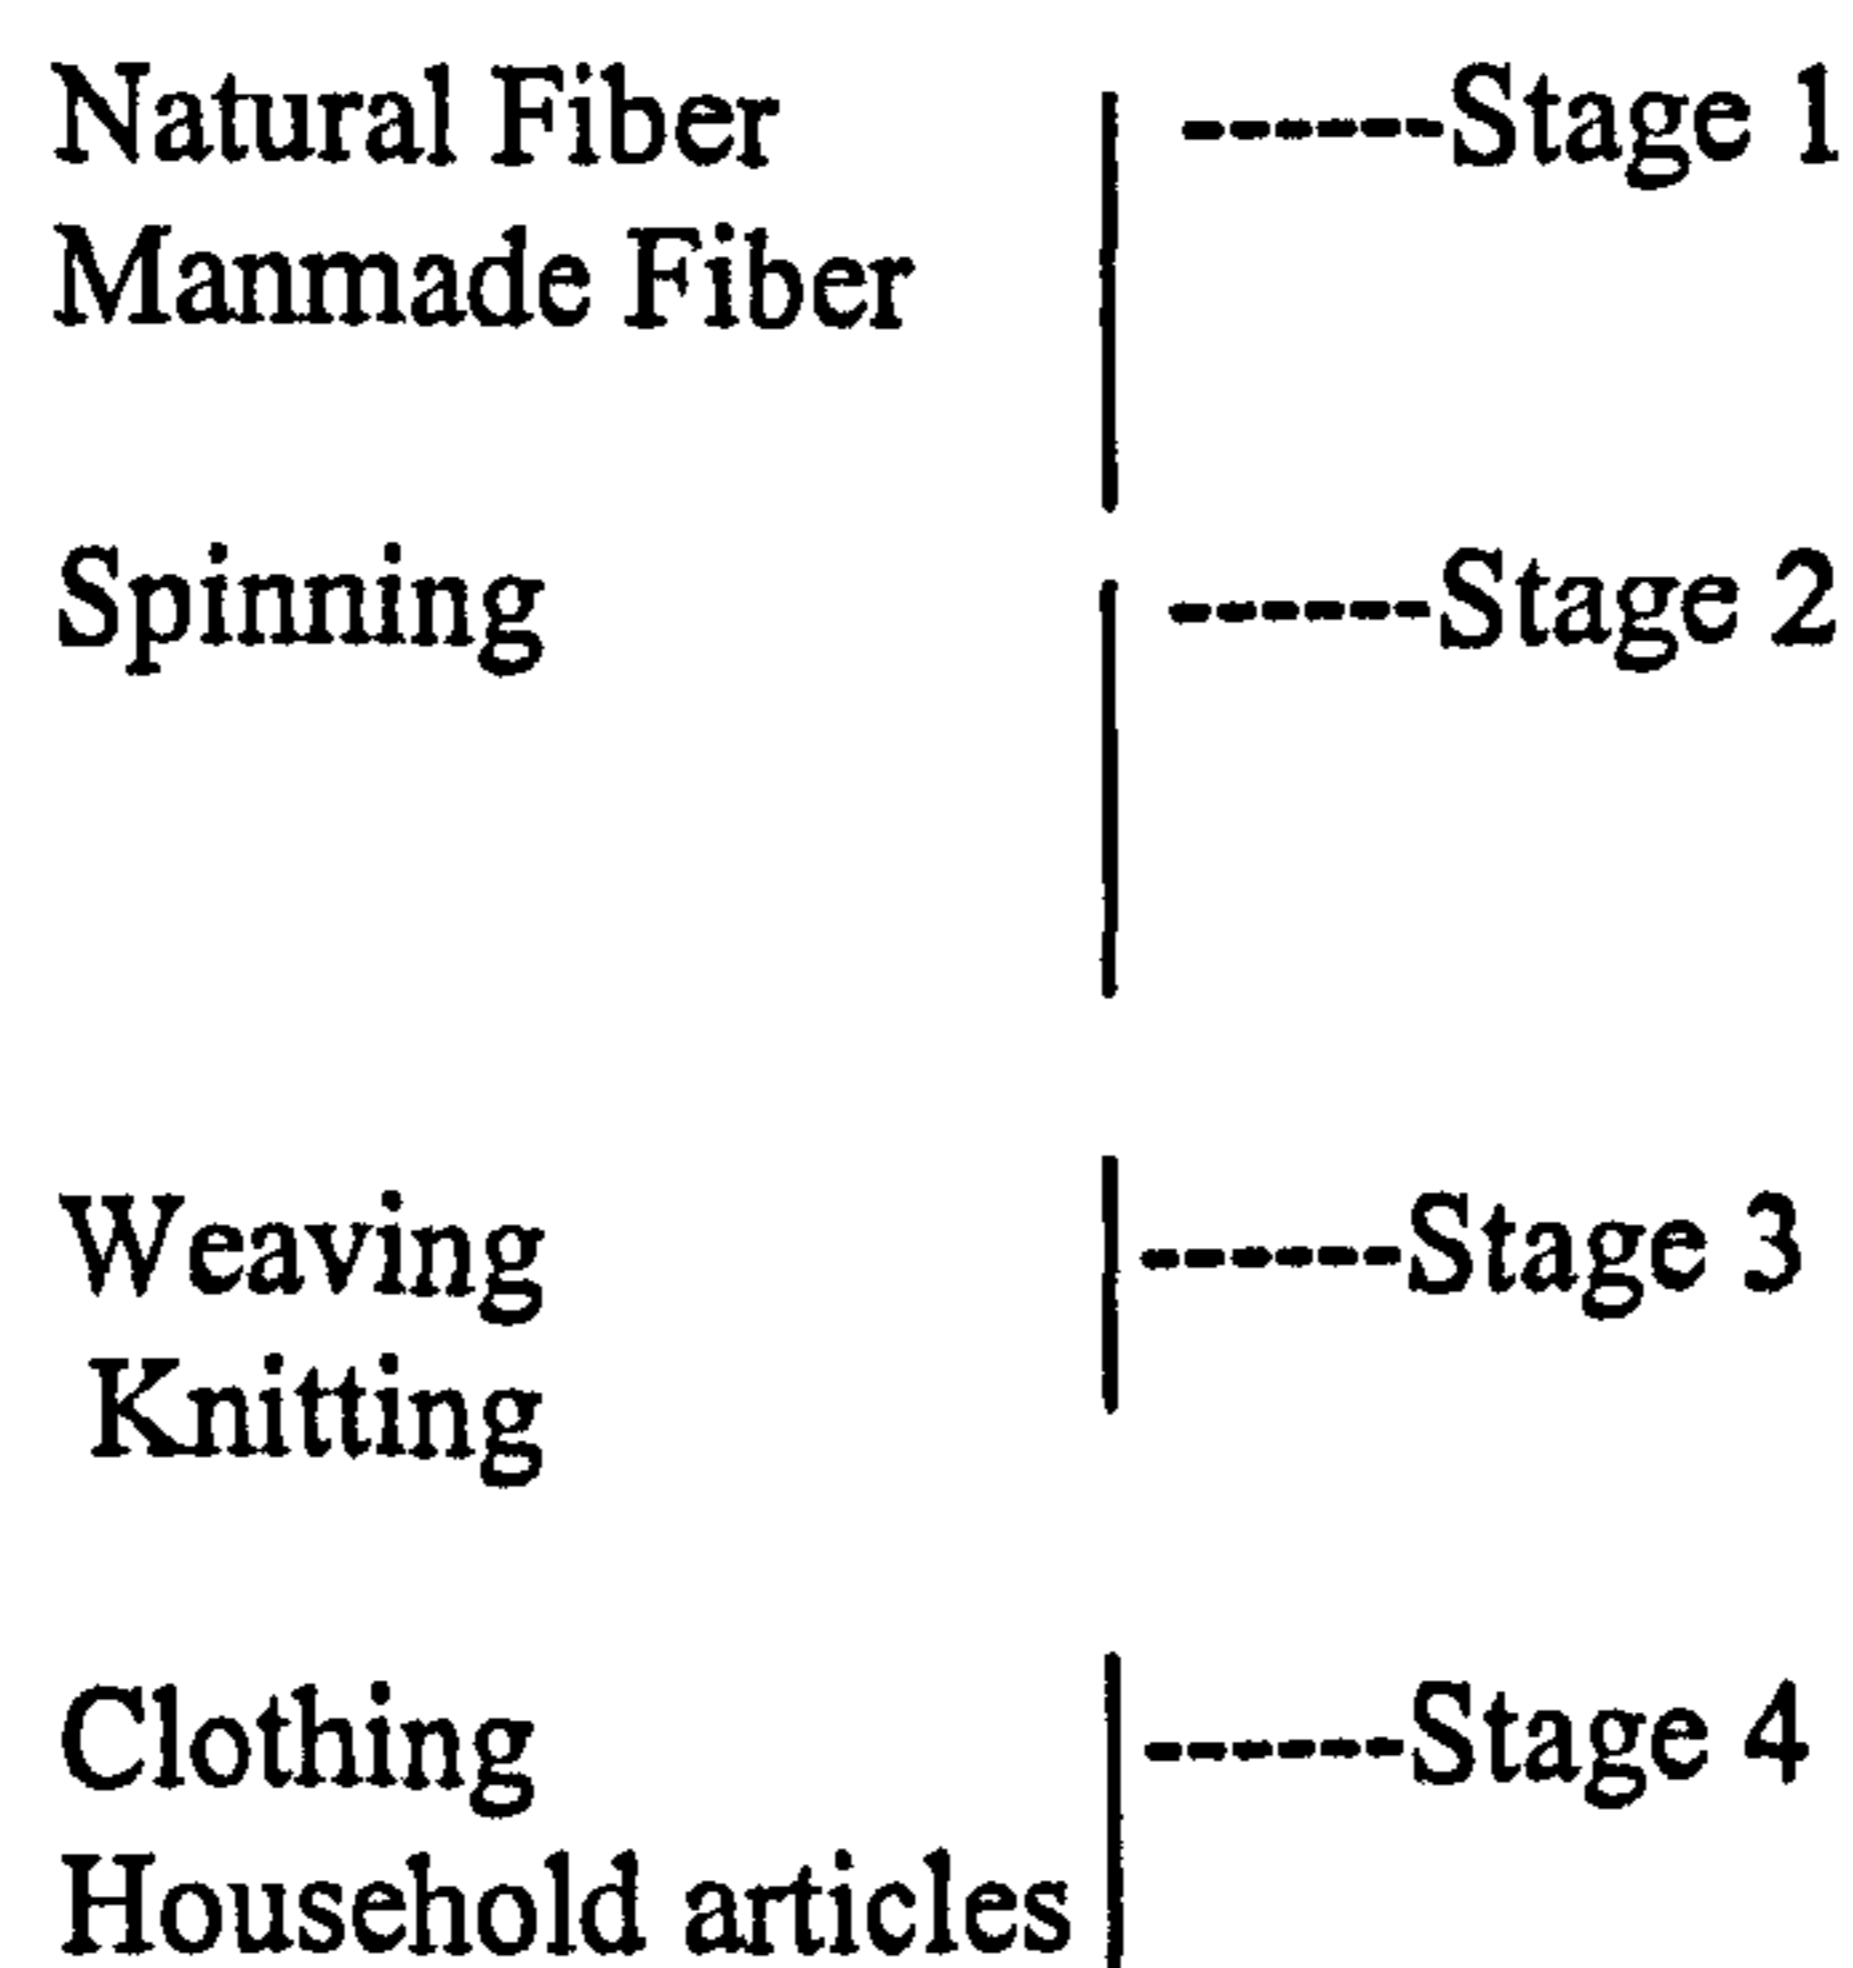 Natural Fiber ------Stage 1
Manmade Fiber
Spinning ------Stage 2
Weaving ------Stage 3
Knitting
Clothing ------Stage 4
Household articles